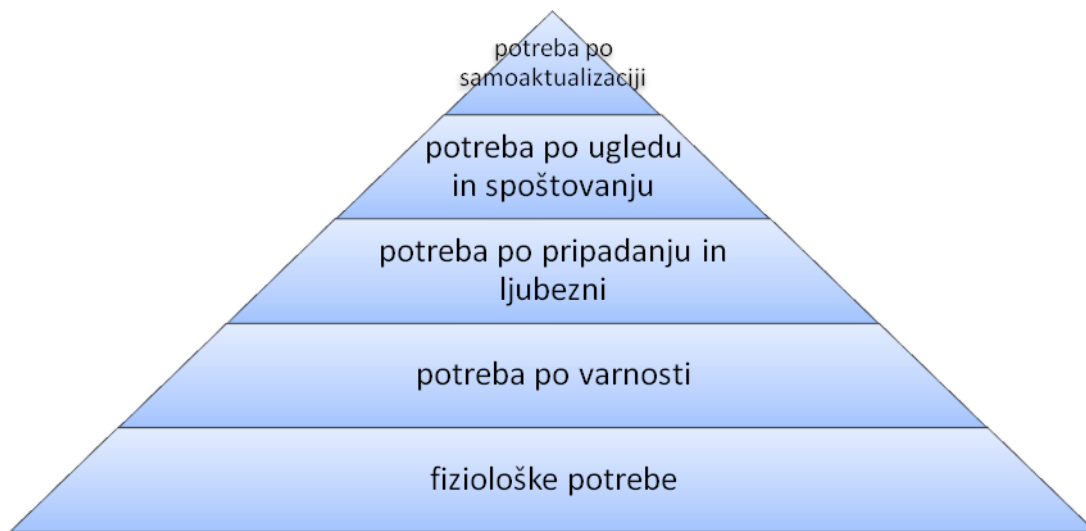 potreba po
samoaktualizaciji
potreba po ugledu
in spoštovanju
potreba po pripadanju in
ljubezni
potreba po varnosti
fiziološke potrebe